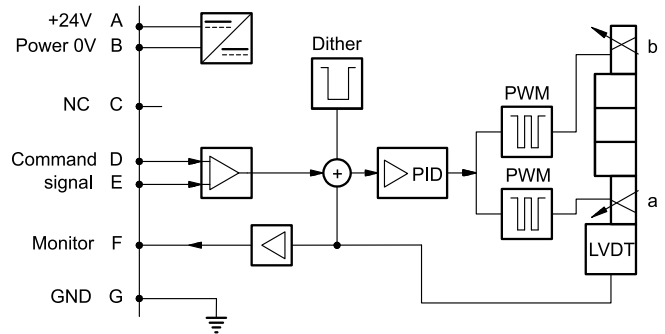 +24V A
Power 0V B
Dither
b
NC C
PWM
Command D
signal E
+
PID
PWM
a
Monitor F
LVDT
GND G